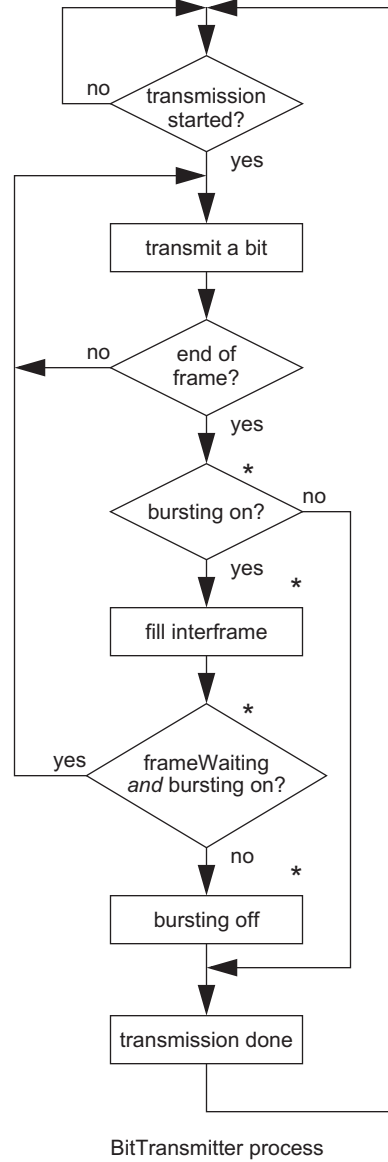 no
transmission
started?
yes
transmit a bit
no
end of
frame?
yes
*
bursting on?
no
yes
*
fill interframe
*
yes
frameWaiting
and bursting on?
no
*
bursting off
transmission done
BitTransmitter process